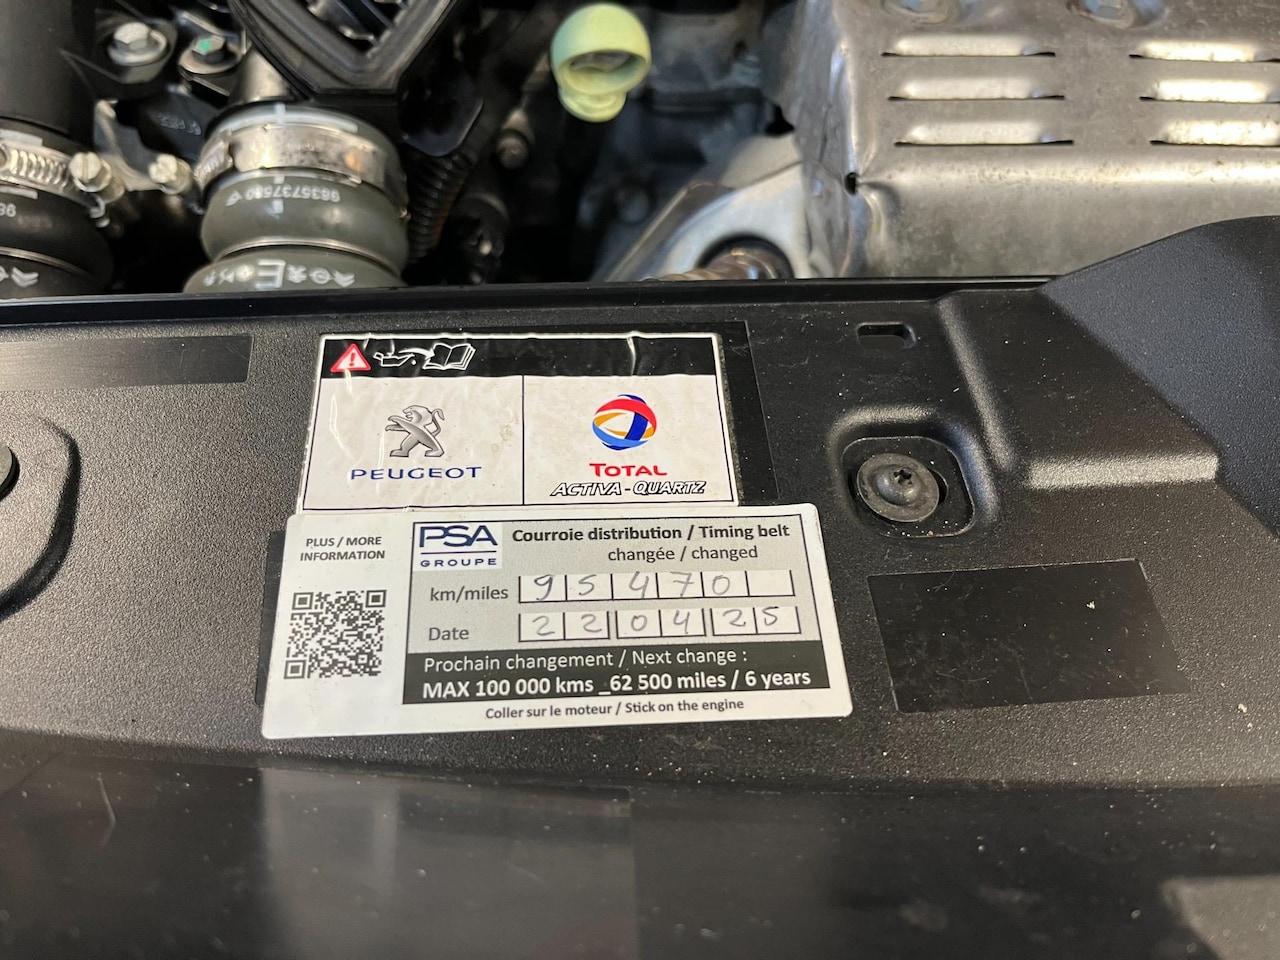 9835737580
PEUGEOT
TOTAL
ACTIVA-QUARTZ
PLUS / MORE
INFORMATION
PSA
GROUPE
Courroie distribution / Timing belt
changée / changed
km/miles 95470
Date 220425
Prochain changement / Next change :
MAX 100 000 kms _62 500 miles / 6 years
Coller sur le moteur / Stick on the engine